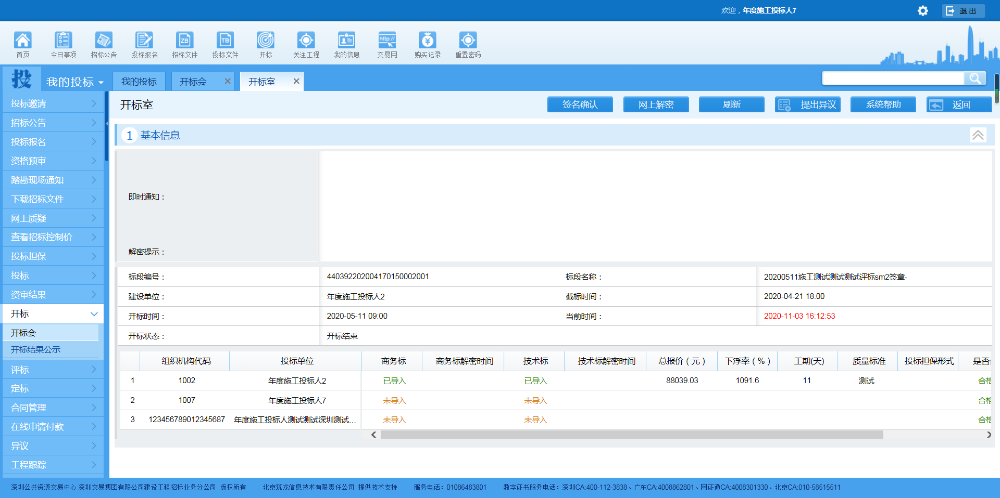 欢迎，年度施工投标人7
退 出
首页 今日事项 招标公告 投标报名 招标文件 投标文件 开标 关注工程 我的信息 交易网 购买记录 重置密码
ZB TB http://
投 我的投标 我的投标 开标会 开标室
开标室 签名确认 网上解密 刷新 提出异议 系统帮助 返回
投标邀请
招标公告
投标报名
资格预审
踏勘现场通知
下载招标文件
网上质疑
查看招标控制价
投标担保
投标
资审结果
开标
开标会
开标结果公示
评标
定标
合同管理
在线申请付款
异议
工程跟踪
1 基本信息
即时通知：
解密提示：
标段编号： 440392202004170150002001 标段名称： 20200511施工测试测试测试评标sm2签章-
建设单位： 年度施工投标人2 截标时间： 2020-04-21 18:00
开标时间： 2020-05-11 09:00 当前时间： 2020-11-03 16:12:53
开标状态： 开标结束
组织机构代码 投标单位 商务标 商务标解密时间 技术标 技术标解密时间 总报价（元） 下浮率（%） 工期(天) 质量标准 投标担保形式 是否
1 1002 年度施工投标人2 已导入 已导入 88039.03 1091.6 11 测试 合格
2 1007 年度施工投标人7 未导入 未导入 合格
3 123456789012345687 年度施工投标人测试测试深圳测试... 未导入 未导入 合格
深圳公共资源交易中心 深圳交易集团有限公司建设工程招标业务分公司 版权所有 北京筑龙信息技术有限责任公司 提供技术支持 服务电话：01086483801 数字证书服务电话：深圳CA:400-112-3838、广东CA:4008862801、网证通CA:4008301330、北京CA:010-58515511